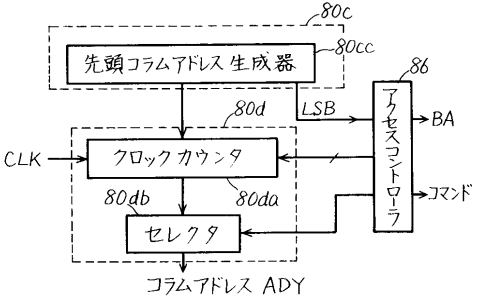 80c
80cc
先頭コラムアドレス生成器
86
80d
LSB
アクセスコントローラ
BA
CLK
クロックカウンタ
80db
80da
コマンド
セレクタ
コラムアドレス ADY